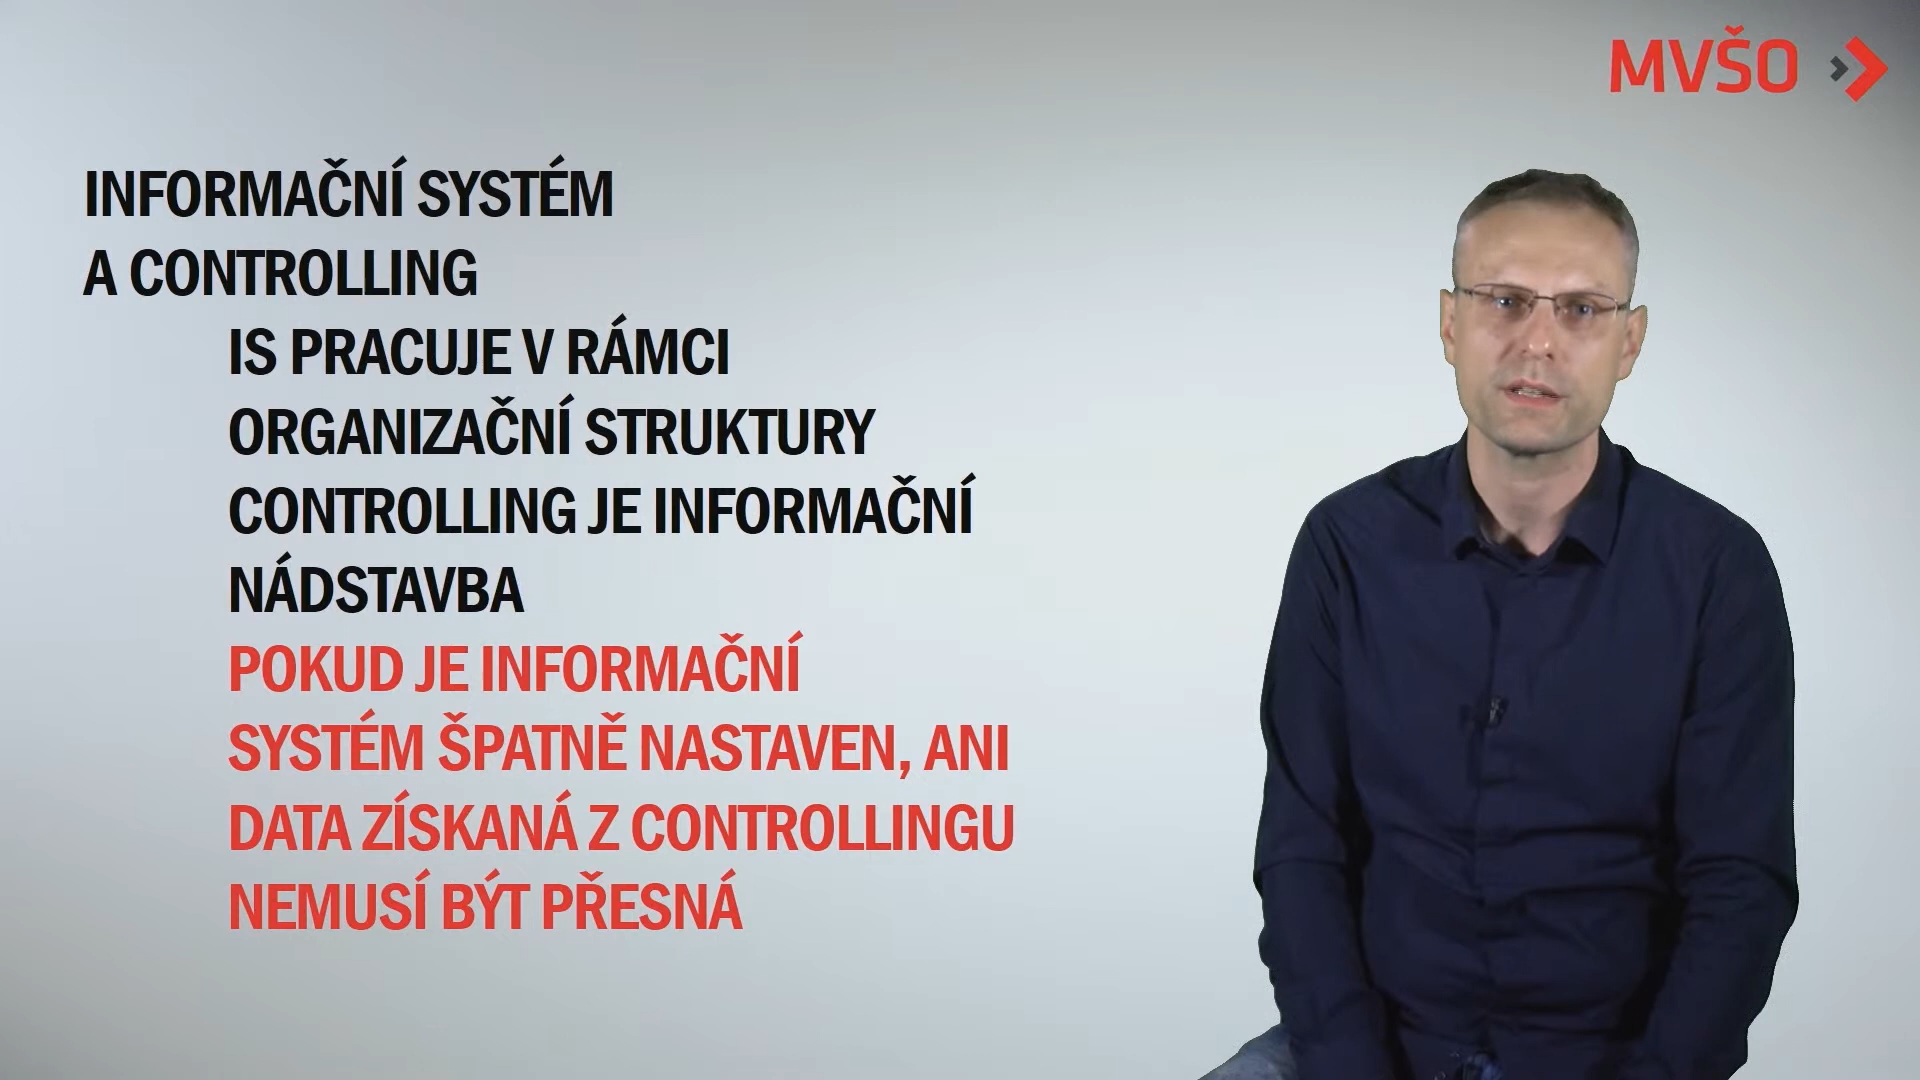 MVŠO
INFORMAČNÍ SYSTÉM
A CONTROLLING
IS PRACUJE V RÁMCI
ORGANIZAČNÍ STRUKTURY
CONTROLLING JE INFORMAČNÍ
NÁDSTAVBA
POKUD JE INFORMAČNÍ
SYSTÉM ŠPATNĚ NASTAVEN, ANI
DATA ZÍSKANÁ Z CONTROLLINGU
NEMUSÍ BÝT PŘESNÁ